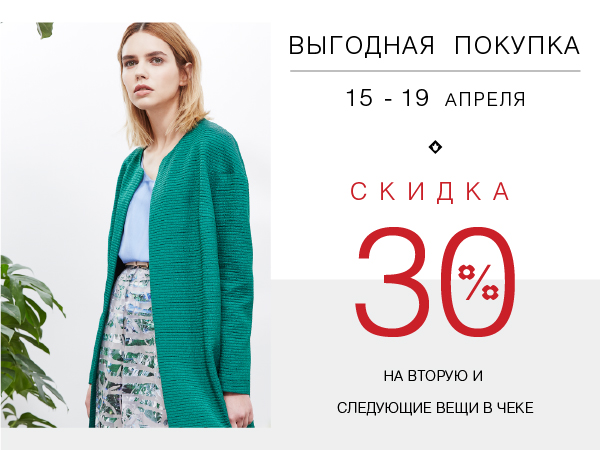 ВЫГОДНАЯ ПОКУПКА
15 - 19 АПРЕЛЯ
СКИДКА
30%
НА ВТОРУЮ И
СЛЕДУЮЩИЕ ВЕЩИ В ЧЕКЕ